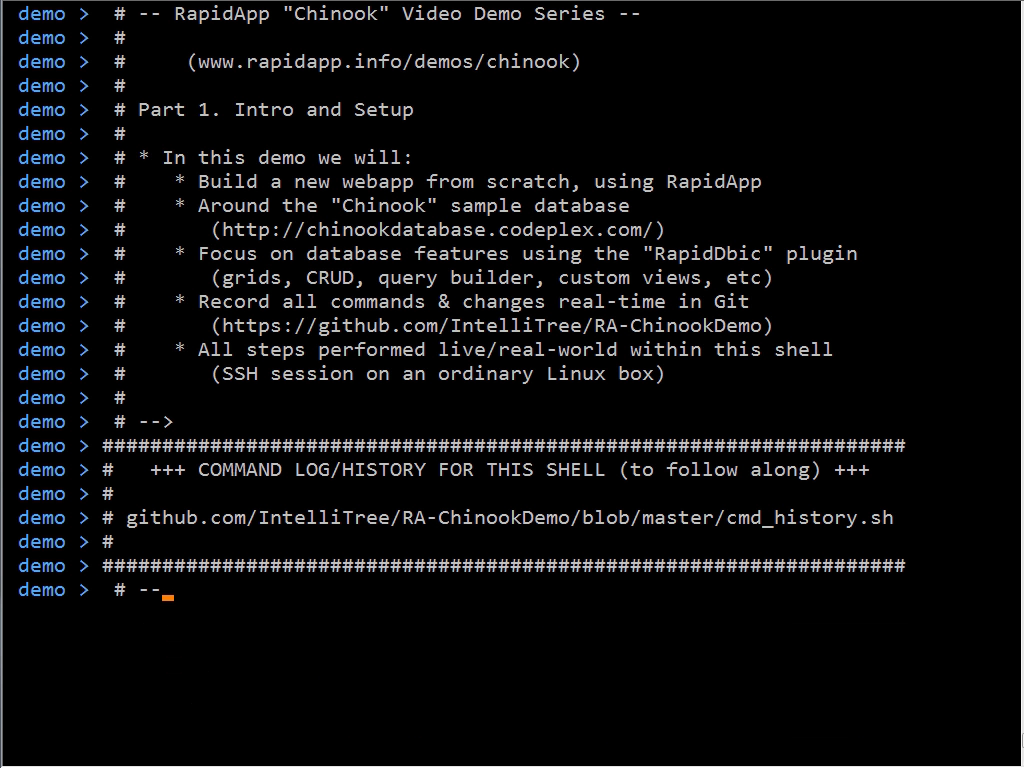 demo >  # -- RapidApp "Chinook" Video Demo Series --
demo >  #
demo >  #     (www.rapidapp.info/demos/chinook)
demo >  #
demo >  # Part 1. Intro and Setup
demo >  #
demo >  # * In this demo we will:
demo >  #    * Build a new webapp from scratch, using RapidApp
demo >  #    * Around the "Chinook" sample database
demo >  #       (http://chinookdatabase.codeplex.com/)
demo >  #    * Focus on database features using the "RapidDbic" plugin
demo >  #       (grids, CRUD, query builder, custom views, etc)
demo >  #    * Record all commands & changes real-time in Git
demo >  #       (https://github.com/IntelliTree/RA-ChinookDemo)
demo >  #    * All steps performed live/real-world within this shell
demo >  #       (SSH session on an ordinary Linux box)
demo >  #
demo >  # -->
demo > ###################################################################
demo > #   +++ COMMAND LOG/HISTORY FOR THIS SHELL (to follow along) +++
demo > #
demo > # github.com/IntelliTree/RA-ChinookDemo/blob/master/cmd_history.sh
demo > #
demo > ###################################################################
demo >  # --